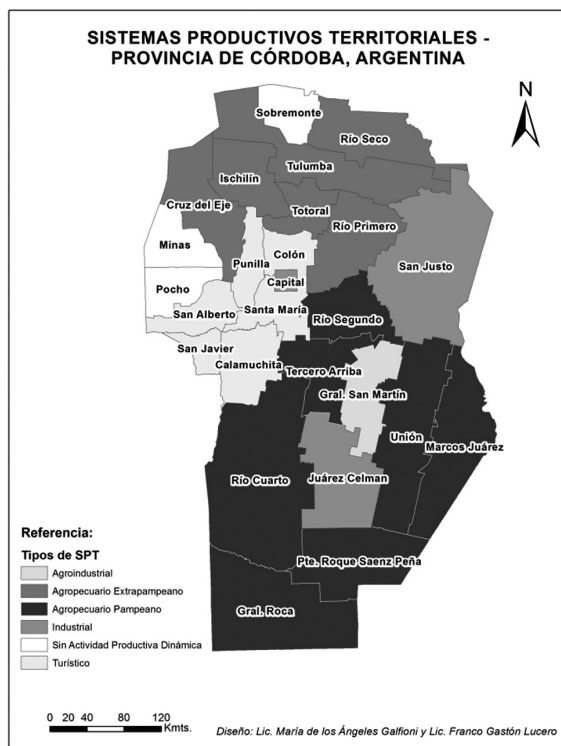 SISTEMAS PRODUCTIVOS TERRITORIALES -
PROVINCIA DE CÓRDOBA, ARGENTINA
N
Sobremonte
Río Seco
Tulumba
Ischilín
Cruz del Eje
Totoral
Río Primero
Minas
Colón
Punilla
San Justo
Capital
Pocho
San Alberto
Santa María
Río Segundo
San Javier
Calamuchita
Tercero Arriba
Gral. San Martín
Unión
Marcos Juárez
Río Cuarto
Juárez Celman
Pte. Roque Saenz Peña
Gral. Roca
Referencia:
Tipos de SPT
Agroindustrial
Agropecuario Extrapampeano
Agropecuario Pampeano
Industrial
Sin Actividad Productiva Dinámica
Turístico
0 20 40 80 120
Kmts.
Diseño: Lic. María de los Ángeles Galfioni y Lic. Franco Gastón Lucero